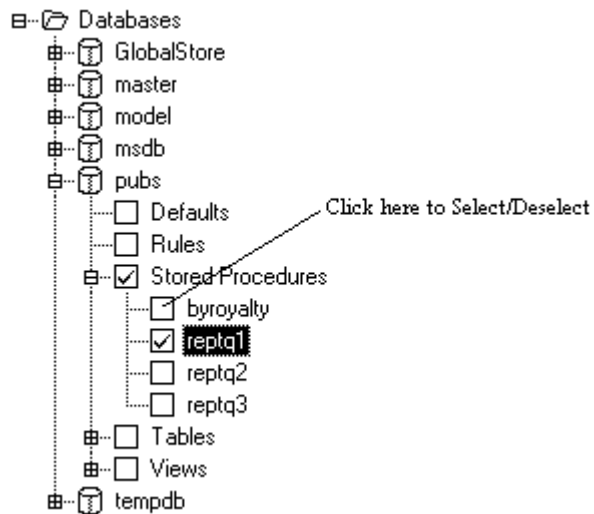 Databases
GlobalStore
master
model
msdb
pubs
Defaults
Click here to Select/Deselect
Rules
Stored Procedures
byroyalty
reptq1
reptq2
reptq3
Tables
Views
tempdb